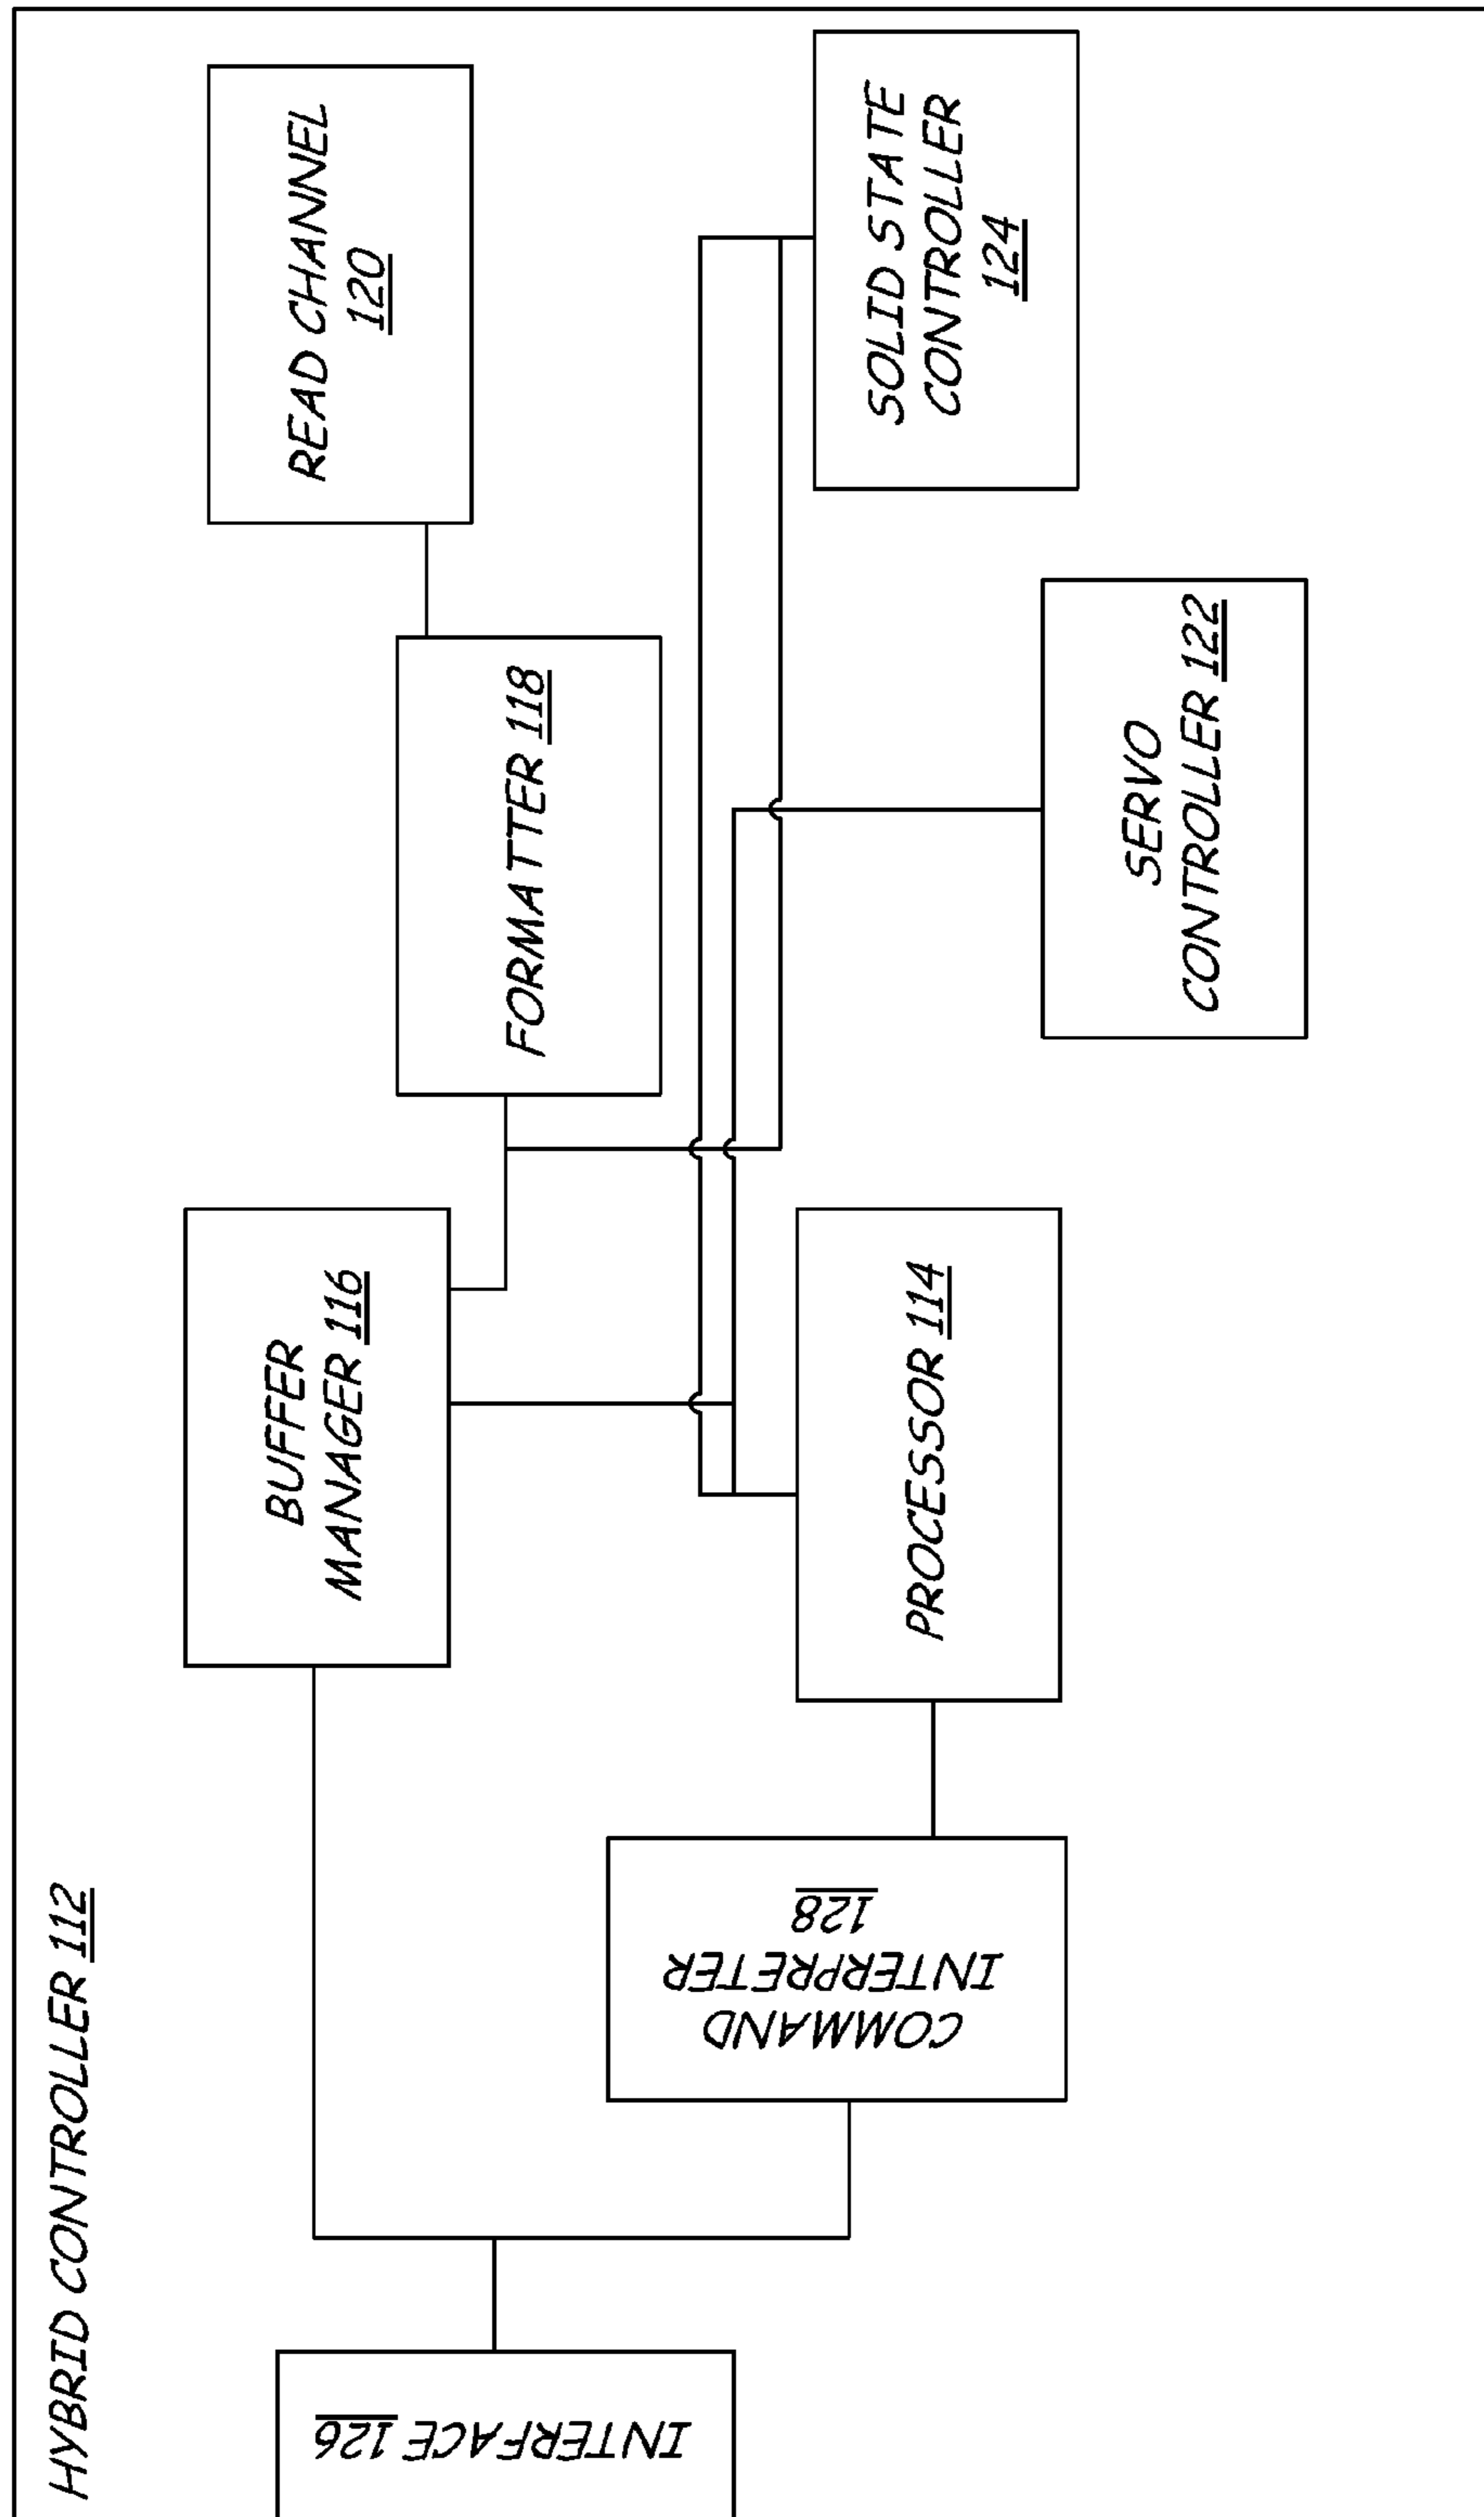 HYBRID CONTROLLER 112
INTERFACE 126
COMMAND
INTERPRETER
128
BUFFER
MANAGER 116
PROCESSOR 114
FORMATTER 118
SERVO
CONTROLLER 122
READ CHANNEL
120
SOLID STATE
CONTROLLER
124